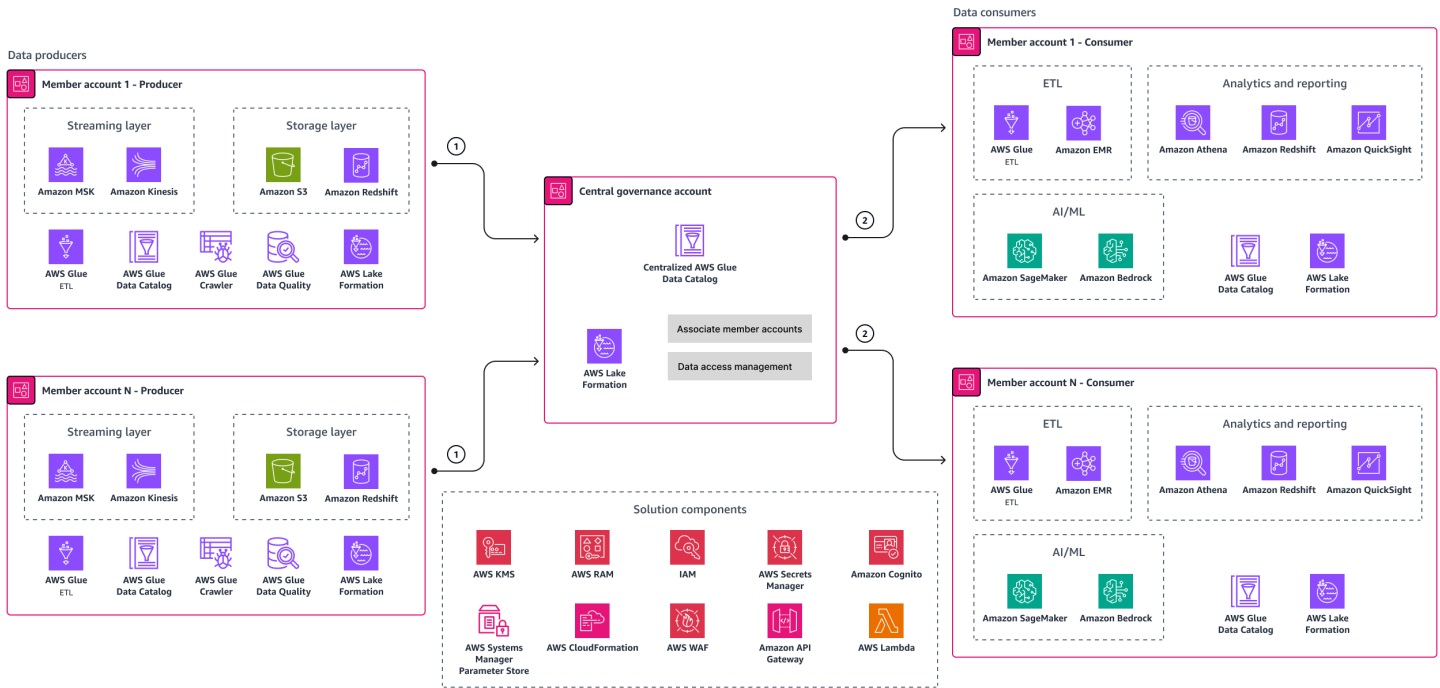 Data producers
Member account 1 - Producer
Streaming layer
Amazon MSK
Amazon Kinesis
Storage layer
Amazon S3
Amazon Redshift
AWS Glue
ETL
AWS Glue
Data Catalog
AWS Glue
Crawler
AWS Glue
Data Quality
AWS Lake
Formation
Member account N - Producer
Streaming layer
Amazon MSK
Amazon Kinesis
Storage layer
Amazon S3
Amazon Redshift
AWS Glue
ETL
AWS Glue
Data Catalog
AWS Glue
Crawler
AWS Glue
Data Quality
AWS Lake
Formation
1
1
Central governance account
Centralized AWS Glue
Data Catalog
AWS Lake
Formation
Associate member accounts
Data access management
2
2
Solution components
AWS KMS
AWS RAM
IAM
AWS Secrets
Manager
Amazon Cognito
AWS Systems
Manager
Parameter Store
AWS CloudFormation
AWS WAF
Amazon API
Gateway
AWS Lambda
Data consumers
Member account 1 - Consumer
ETL
AWS Glue
ETL
Amazon EMR
Analytics and reporting
Amazon Athena
Amazon Redshift
Amazon QuickSight
AI/ML
Amazon SageMaker
Amazon Bedrock
AWS Glue
Data Catalog
AWS Lake
Formation
Member account N - Consumer
ETL
AWS Glue
ETL
Amazon EMR
Analytics and reporting
Amazon Athena
Amazon Redshift
Amazon QuickSight
AI/ML
Amazon SageMaker
Amazon Bedrock
AWS Glue
Data Catalog
AWS Lake
Formation